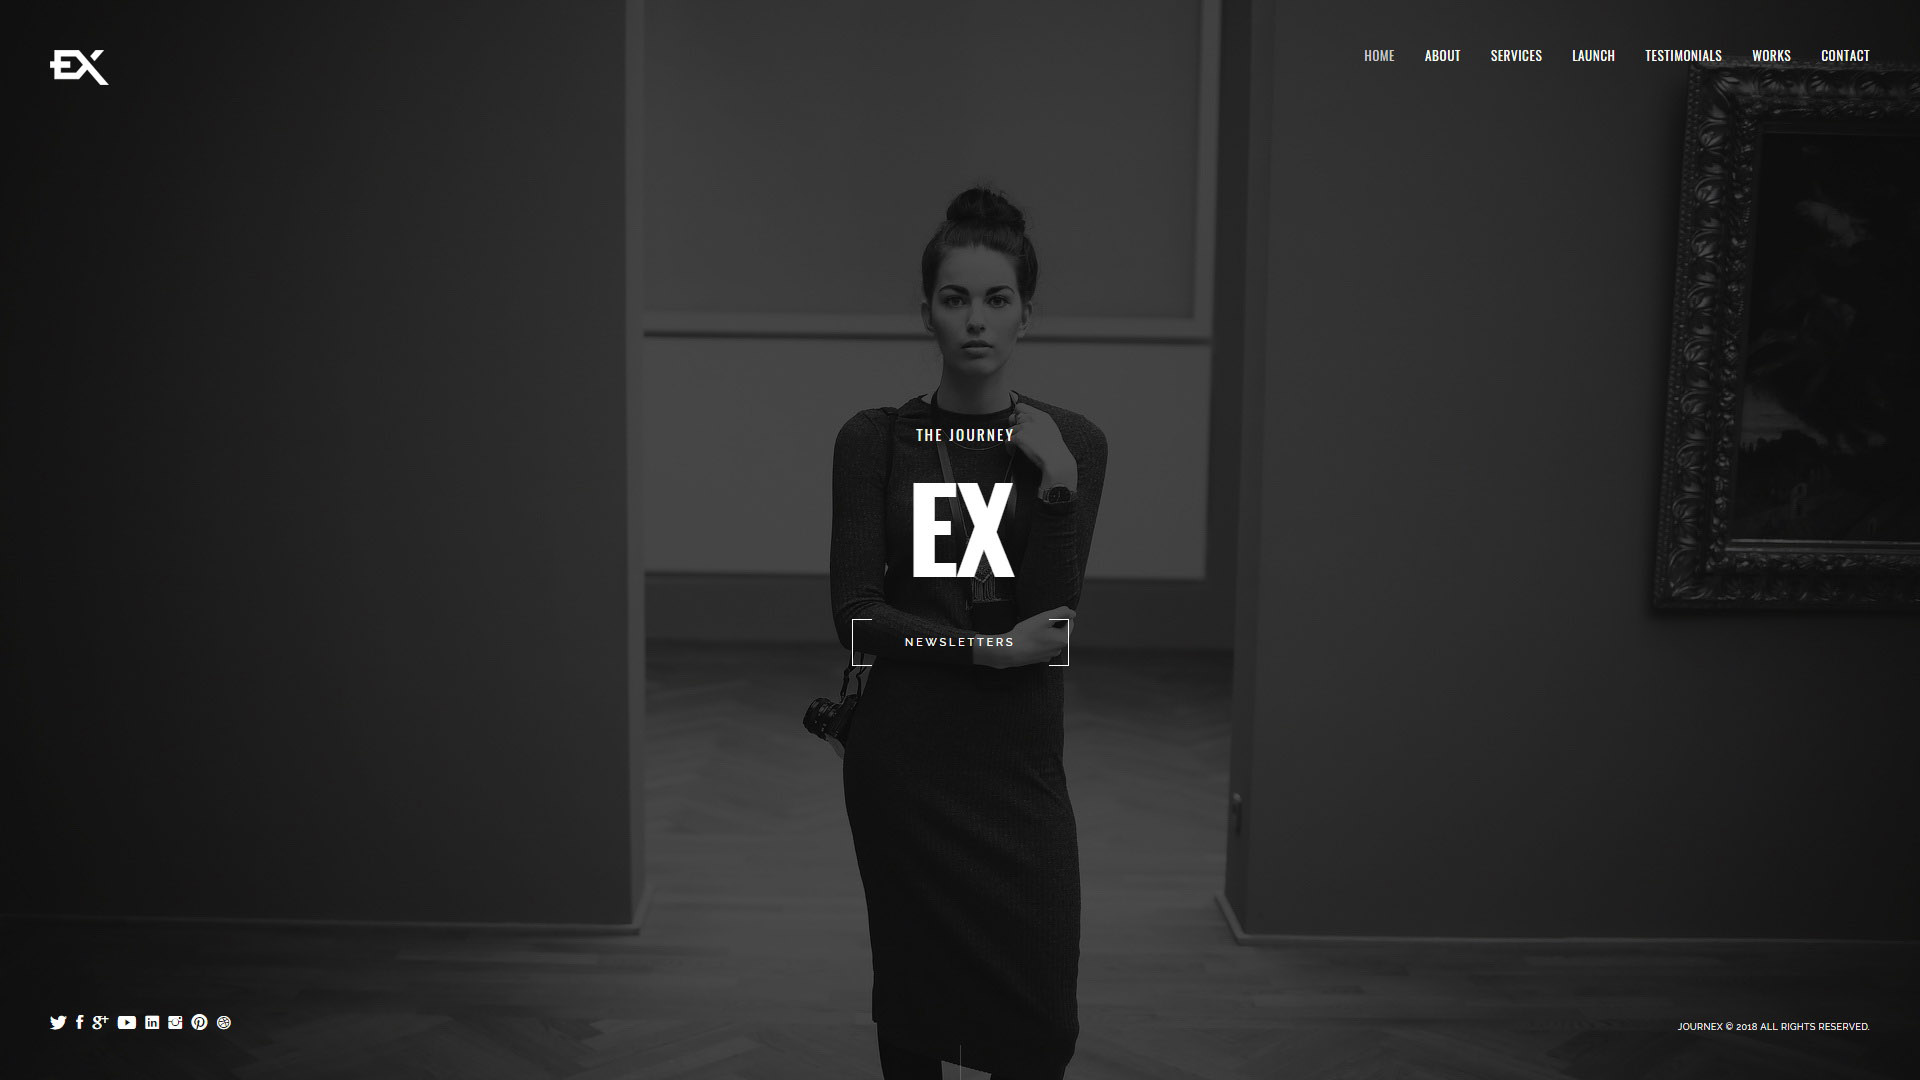 EX
HOME ABOUT SERVICES LAUNCH TESTIMONIALS WORKS CONTACT
THE JOURNEY
EX
NEWSLETTERS
JOURNEX © 2018 ALL RIGHTS RESERVED.